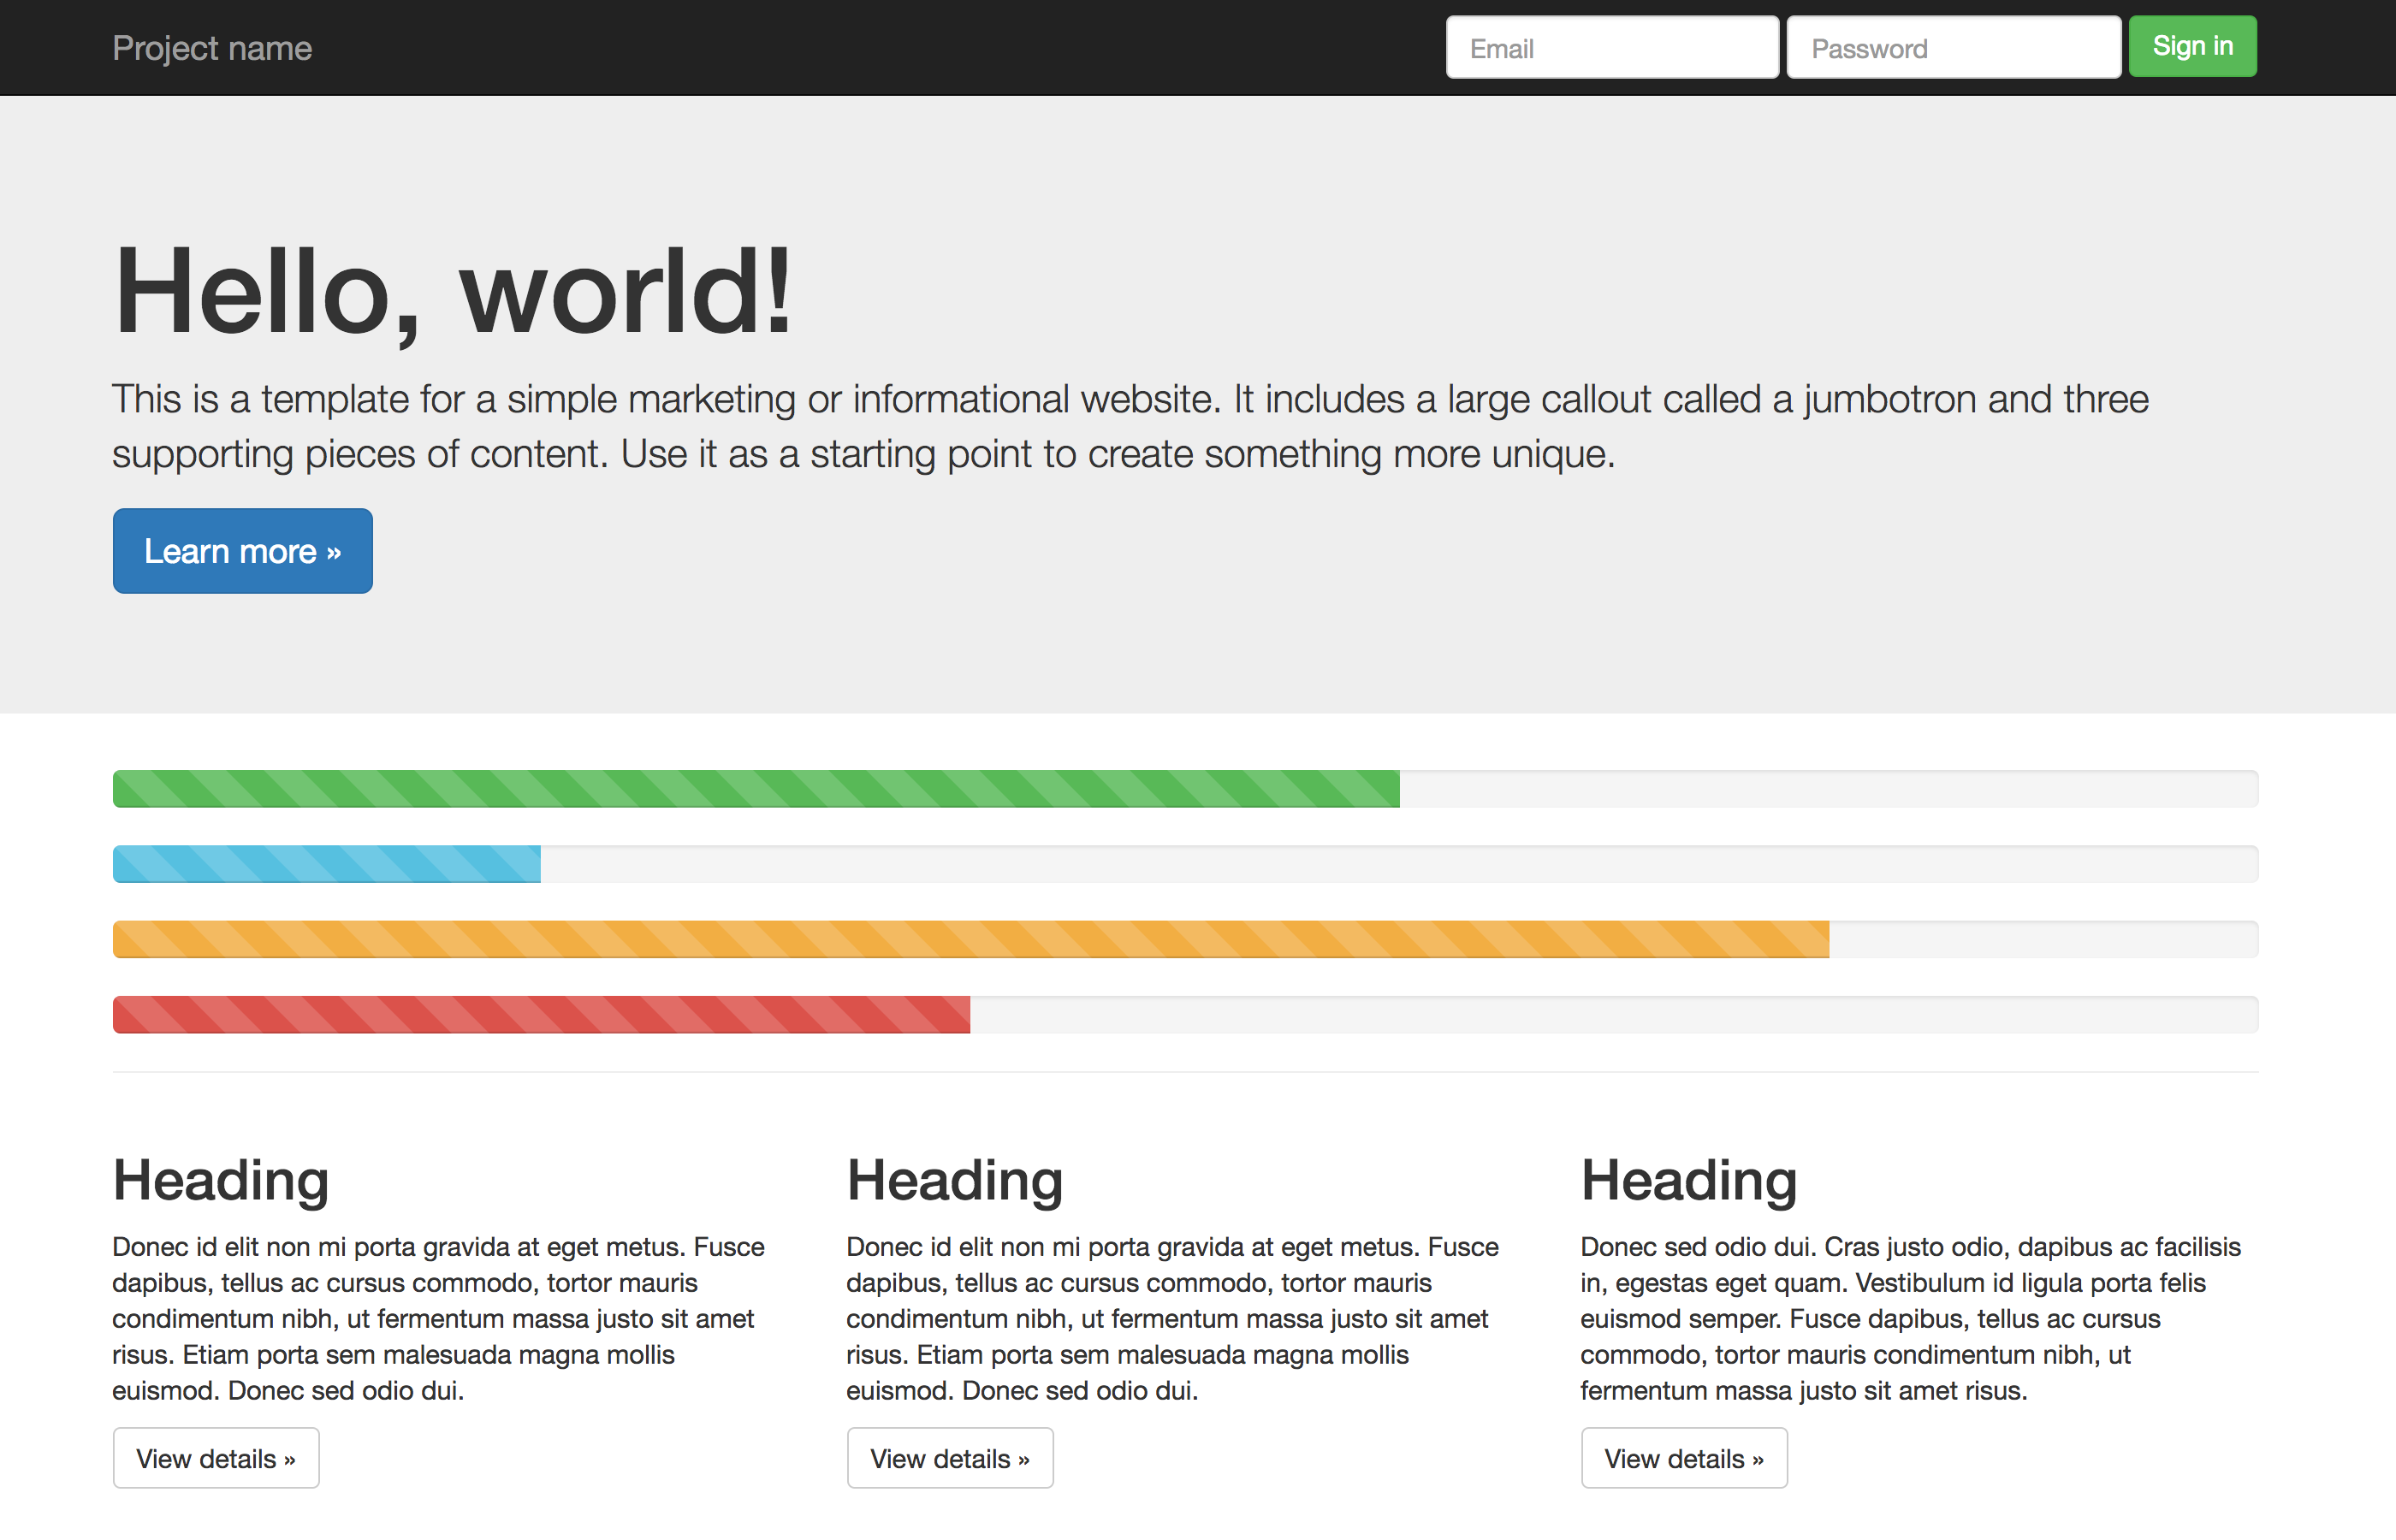 Project name
Email
Password
Sign in
Hello, world!
This is a template for a simple marketing or informational website. It includes a large callout called a jumbotron and three
supporting pieces of content. Use it as a starting point to create something more unique.
Learn more »
Heading
Donec id elit non mi porta gravida at eget metus. Fusce
dapibus, tellus ac cursus commodo, tortor mauris
condimentum nibh, ut fermentum massa justo sit amet
risus. Etiam porta sem malesuada magna mollis
euismod. Donec sed odio dui.
View details »
Heading
Donec id elit non mi porta gravida at eget metus. Fusce
dapibus, tellus ac cursus commodo, tortor mauris
condimentum nibh, ut fermentum massa justo sit amet
risus. Etiam porta sem malesuada magna mollis
euismod. Donec sed odio dui.
View details »
Heading
Donec sed odio dui. Cras justo odio, dapibus ac facilisis
in, egestas eget quam. Vestibulum id ligula porta felis
euismod semper. Fusce dapibus, tellus ac cursus
commodo, tortor mauris condimentum nibh, ut
fermentum massa justo sit amet risus.
View details »